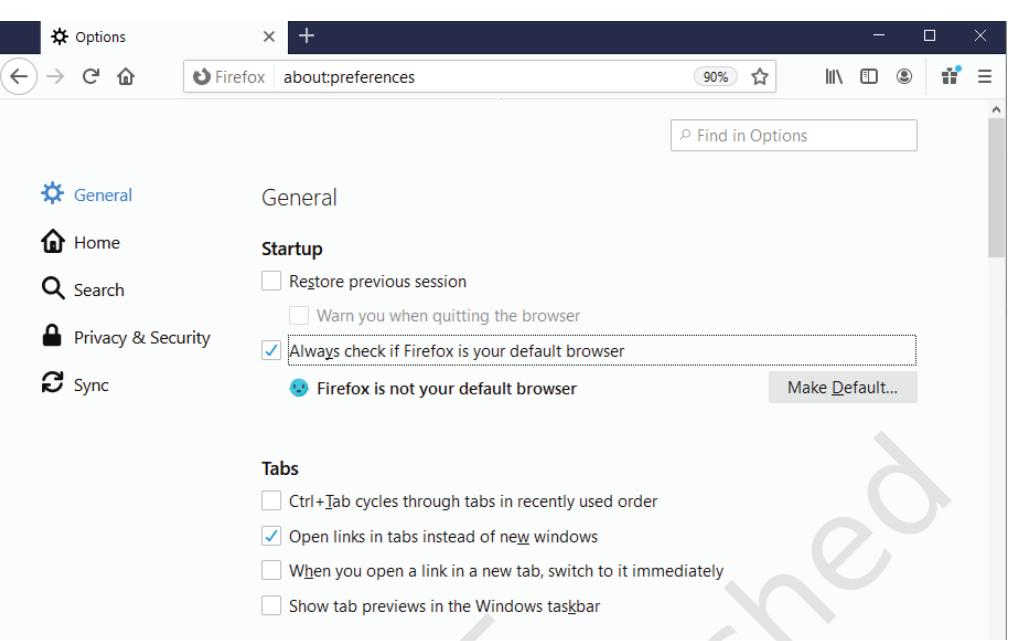 Options
Firefox about:preferences 90%
Find in Options
General
Home
Search
Privacy & Security
Sync
General
Startup
Restore previous session
Warn you when quitting the browser
Always check if Firefox is your default browser
Firefox is not your default browser Make Default...
Tabs
Ctrl+Tab cycles through tabs in recently used order
Open links in tabs instead of new windows
When you open a link in a new tab, switch to it immediately
Show tab previews in the Windows taskbar